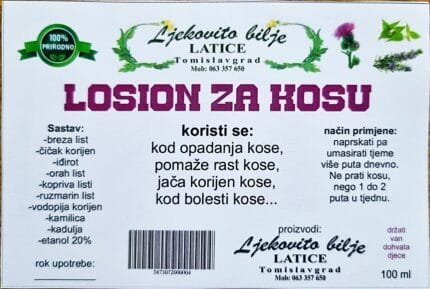 100%
PRIRODNO
Ljekovito bilje
LATICE
Tomislavgrad
Mob: 063 357 650
LOSION ZA KOSU
Sastav:
-breza list
-čičak korijen
-iđirot
-orah list
-kopriva listi
-ruzmarin list
-vodopija korijen
-kamilica
-kadulja
-etanol 20%
rok upotrebe:
koristi se:
kod opadanja kose,
pomaže rast kose,
jača korijen kose,
kod bolesti kose...
način primjene:
naprskati pa
umasirati tjeme
više puta dnevno.
Ne prati kosu,
nego 1 do 2
puta u tjednu.
3873072090004
proizvodi:
Ljekovito bilje
LATICE
Tomislavgrad
Mob: 063 357 650
držati
van
dohvata
djece
100 ml